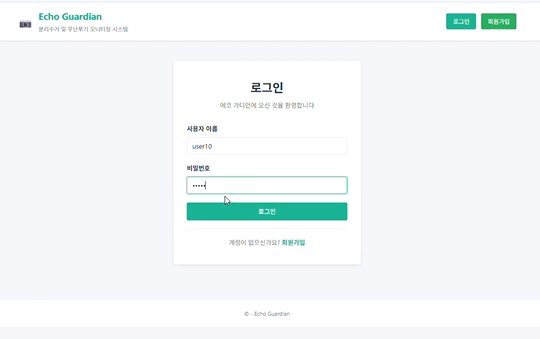 Echo Guardian
분리수거 및 무단투기 모니터링 시스템
로그인
회원가입
로그인
에코 가디언에 오신 것을 환영합니다
사용자 이름
user10
비밀번호
•••••
로그인
계정이 없으신가요? 회원가입
© - Echo Guardian